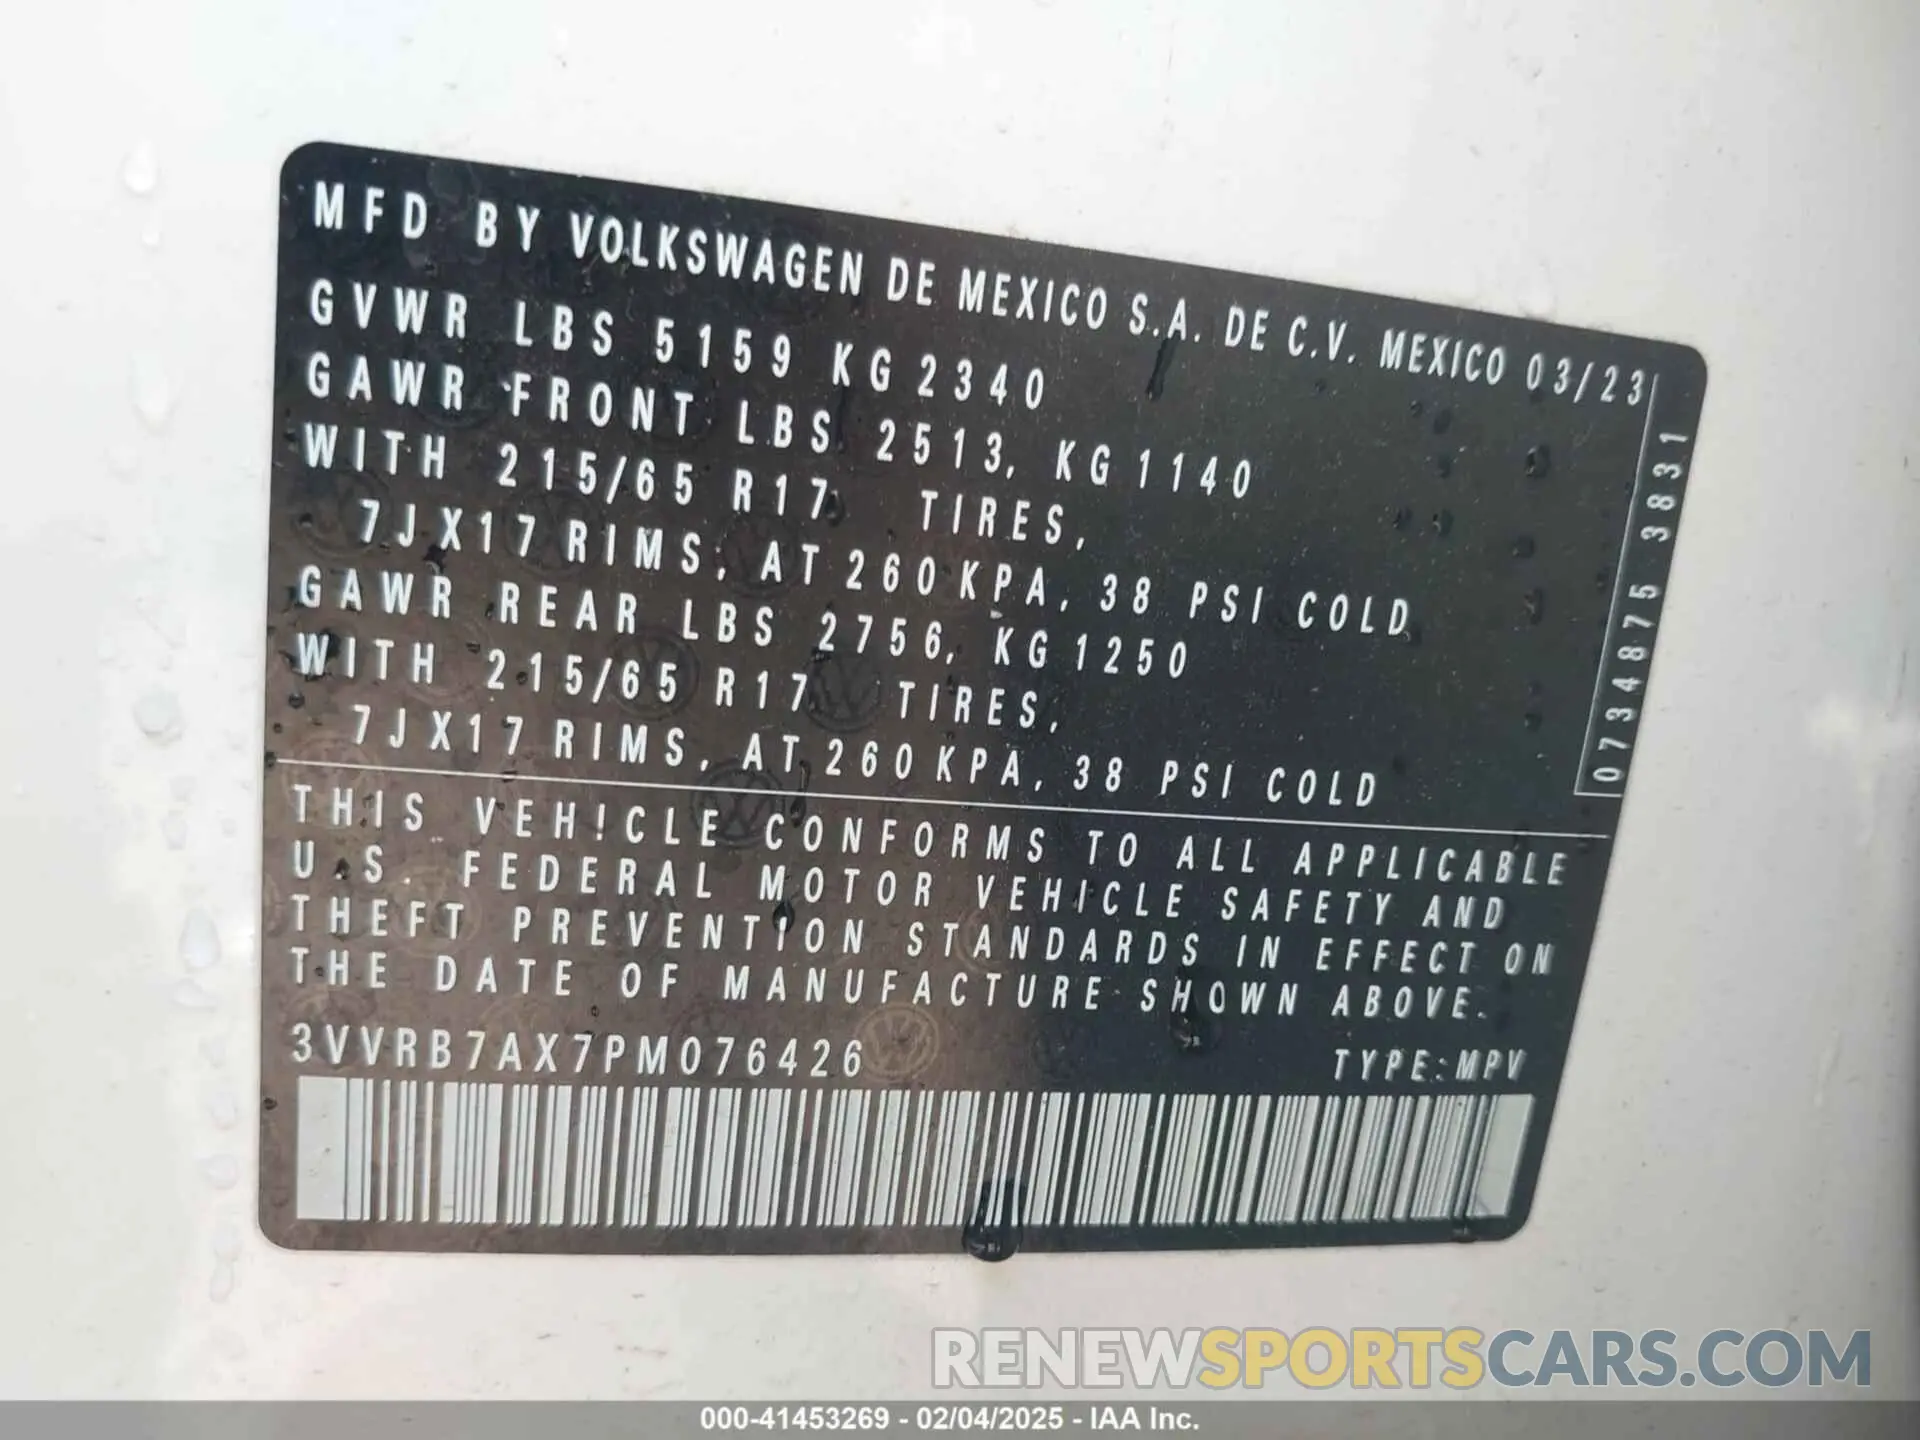 MFD BY VOLKSWAGEN DE MEXICO S.A. DE C.V. MEXICO 03/23
GVWR LBS 5159 KG 2340
GAWR FRONT LBS 2513, KG 1140
WITH 215/65 R17 TIRES,
7JX17 RIMS, AT 260 KPA, 38 PSI COLD
GAWR REAR LBS 2756, KG 1250
WITH 215/65 R17 TIRES,
7JX17 RIMS, AT 260 KPA, 38 PSI COLD
0734875 3831
THIS VEHICLE CONFORMS TO ALL APPLICABLE
U.S. FEDERAL MOTOR VEHICLE SAFETY AND
THEFT PREVENTION STANDARDS IN EFFECT ON
THE DATE OF MANUFACTURE SHOWN ABOVE.
3VVRB7AX7PM076426 TYPE: MPV
RENEWSPORTSCARS.COM
000-41453269 - 02/04/2025 - IAA Inc.